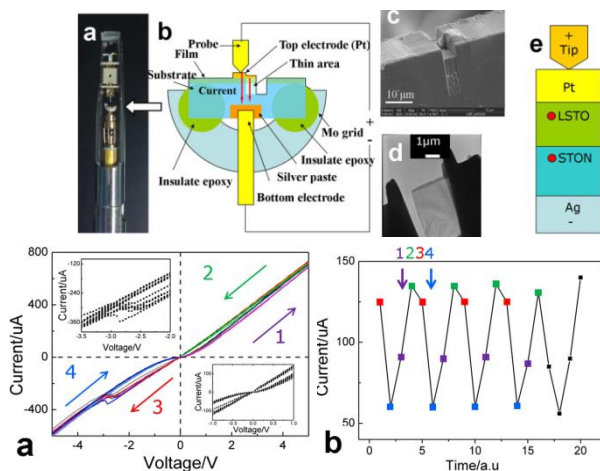 a
b
Probe
Film
Top electrode (Pt)
Substrate
Thin area
Current
Mo grid
Insulate epoxy
Insulate epoxy
Silver paste
Bottom electrode
+
-
c
10 μm
d
1μm
e
+
Tip
Pt
LSTO
STON
Ag
-
800
400
0
-400
Current/uA
-4
-2
0
2
4
Voltage/V
-180
-240
-300
-360
Current/uA
-3.5
-3.0
-2.5
-2.0
Voltage/V
100
0
-100
Current/uA
-1.0
-0.5
0.0
0.5
1.0
Voltage/V
2
1
4
3
a
150
125
100
75
50
Current/uA
0
5
10
15
20
Time/a.u
1 2 3 4
b